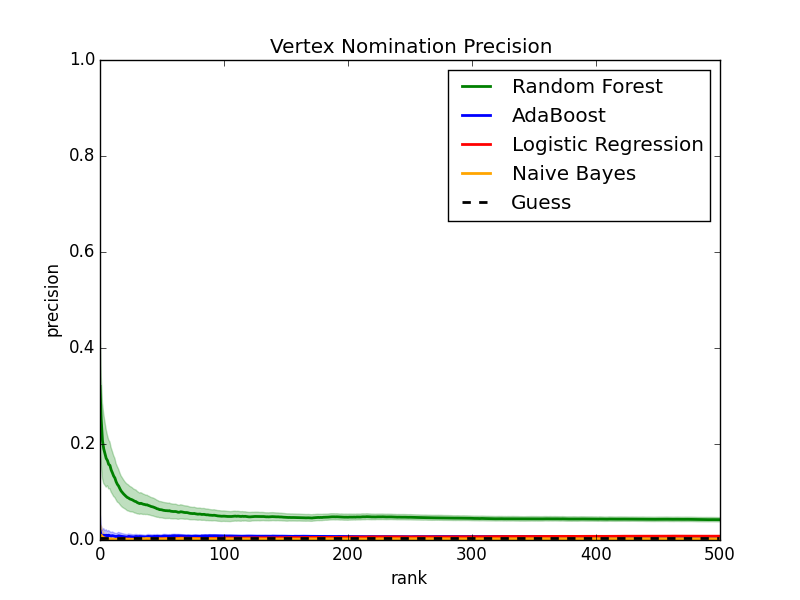 Vertex Nomination Precision
1.0
0.8
0.6
0.4
0.2
0.0
precision
Random Forest
AdaBoost
Logistic Regression
Naive Bayes
Guess
0 100 200 300 400 500
rank